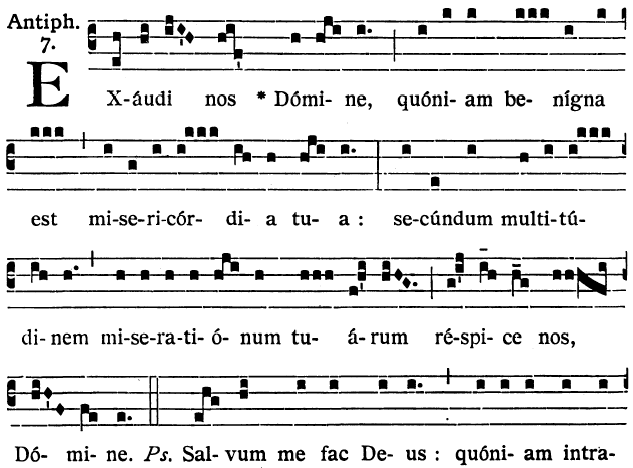 Antiph.
7.
EX-áudi nos * Dómi- ne, quóni- am be- nígna
est mi-se-ri-cór- di- a tu- a : se-cúndum multi-tú-
di- nem mi-se-ra-ti- ó- num tu- á- rum ré-spi- ce nos,
Dó- mi- ne. Ps. Sal- vum me fac De- us : quóni- am intra-